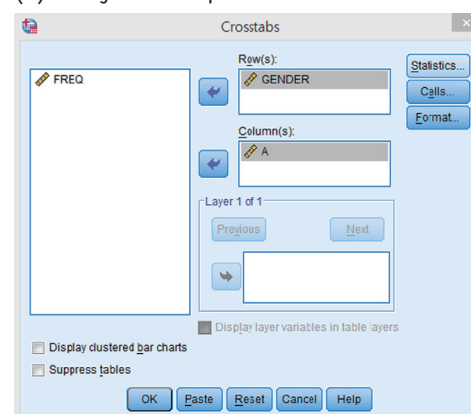 Crosstabs
FREQ
Row(s):
GENDER
Column(s):
A
Statistics...
Cells...
Format...
Layer 1 of 1
Previous
Next
Display layer variables in table layers
Display clustered bar charts
Suppress tables
OK
Paste
Reset
Cancel
Help